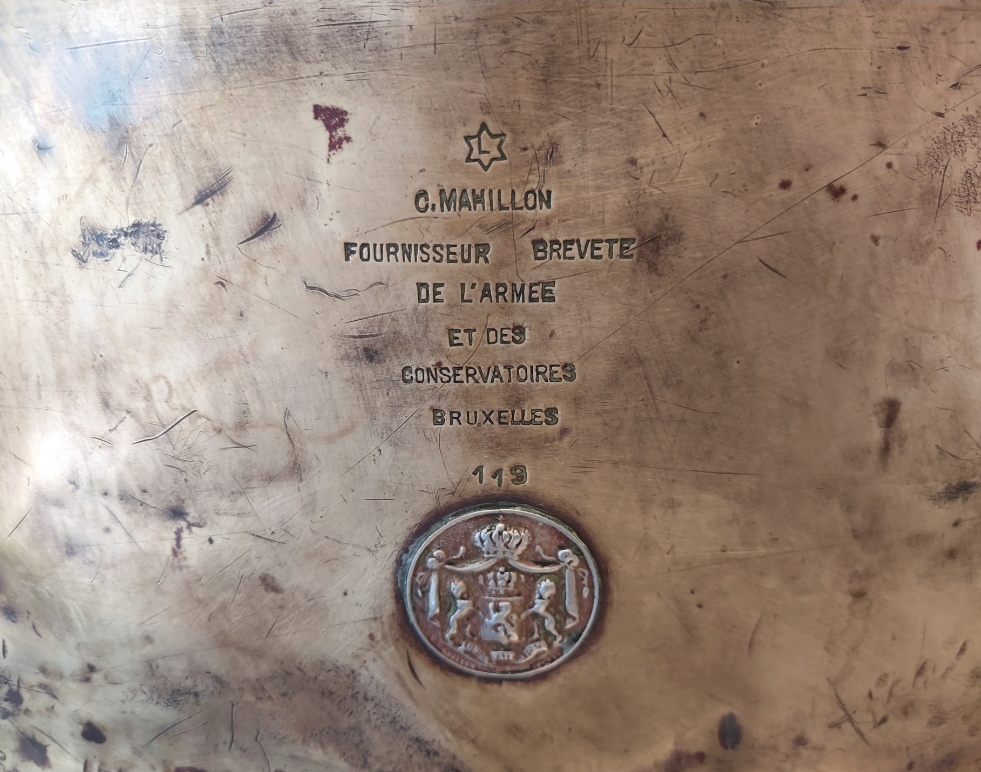 L
C.MAHILLON
FOURNISSEUR BREVETE
DE L'ARMEE
ET DES
CONSERVATOIRES
BRUXELLES
119